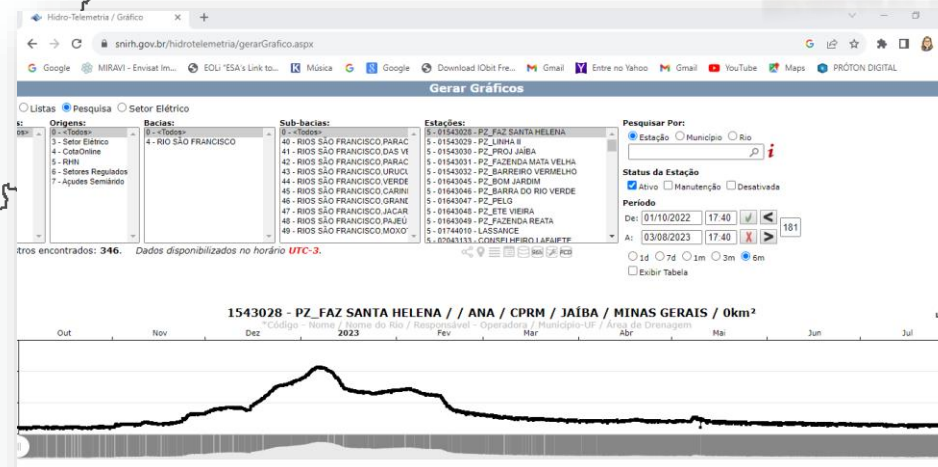 Hidro-Telemetria / Gráfico
snirh.gov.br/hidrotelemetria/gerarGrafico.aspx
Google MIRAVI - Envisat Im... EOLi "ESA's Link to... Música Google Download IObit Fre... Gmail Entre no Yahoo Gmail YouTube Maps PRÓTON DIGITAL
Gerar Gráficos
Listas Pesquisa Setor Elétrico
s: Origens: Bacias: Sub-bacias: Estações: Pesquisar Por:
os> 0 - <Todos> 0 - <Todos> 0 - <Todos> 5 - 01543028 - PZ_FAZ SANTA HELENA Estação Município Rio
3 - Setor Elétrico 4 - RIO SÃO FRANCISCO 40 - RIOS SÃO FRANCISCO,PARAC 5 - 01543029 - PZ_LINHA II
4 - CotaOnline 41 - RIOS SÃO FRANCISCO,DAS VE 5 - 01543030 - PZ_PROJ JAÍBA
5 - RHN 42 - RIOS SÃO FRANCISCO,PARAC 5 - 01543031 - PZ_FAZENDA MATA VELHA
6 - Setores Regulados 43 - RIOS SÃO FRANCISCO,URUCU 5 - 01543032 - PZ_BARREIRO VERMELHO Status da Estação
7 - Açudes Semiárido 44 - RIOS SÃO FRANCISCO,VERDE 5 - 01643045 - PZ_BOM JARDIM Ativo Manutenção Desativada
45 - RIOS SÃO FRANCISCO,CARINI 5 - 01643046 - PZ_BARRA DO RIO VERDE
46 - RIOS SÃO FRANCISCO,GRAND 5 - 01643047 - PZ_PELG Período
47 - RIOS SÃO FRANCISCO,JACAR 5 - 01643048 - PZ_ETE VIEIRA De: 01/10/2022 17:40 <
48 - RIOS SÃO FRANCISCO,PAJEÚ 5 - 01643049 - PZ_FAZENDA REATA 181
49 - RIOS SÃO FRANCISCO,MOXO 5 - 01744010 - LASSANCE A: 03/08/2023 17:40 X >
5 - 02043133 - CONSELHEIRO LAFAIETE
tros encontrados: 346. Dados disponibilizados no horário UTC-3. 1d 7d 1m 3m 6m
Exibir Tabela
1543028 - PZ_FAZ SANTA HELENA / / ANA / CPRM / JAÍBA / MINAS GERAIS / 0km²
*Código - Nome / Nome do Rio / Responsável - Operadora / Município-UF / Área de Drenagem
Out Nov Dez 2023 Fev Mar Abr Mai Jun Jul